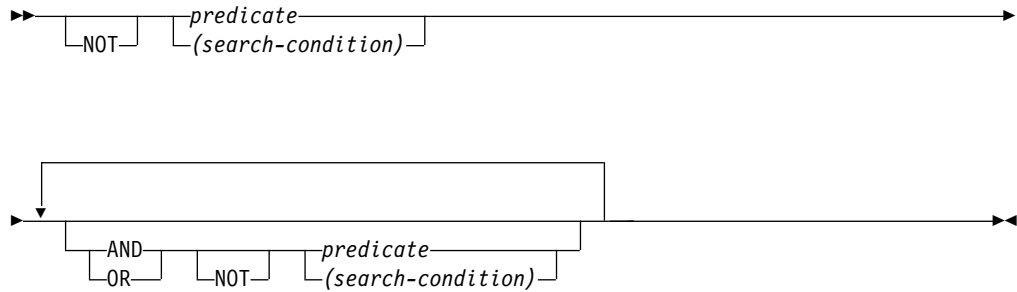 predicate
NOT (search-condition)
AND predicate
OR NOT (search-condition)